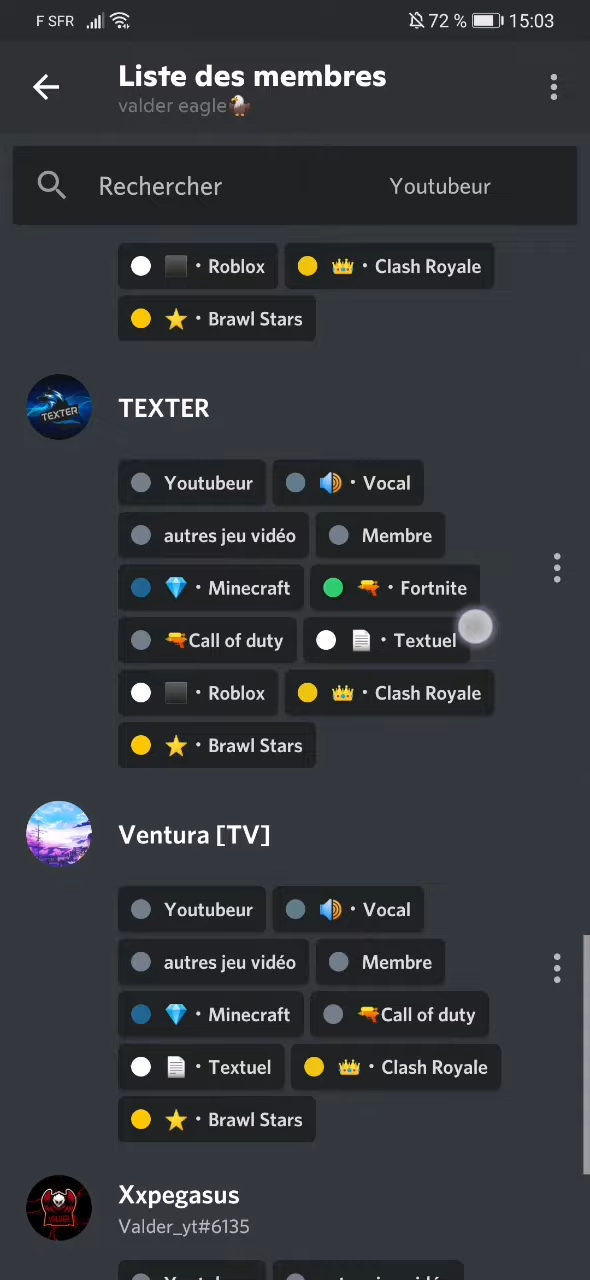 F SFR 72 % 15:03
Liste des membres
valder eagle🦅
Rechercher Youtubeur
• Roblox 👑 • Clash Royale
⭐ • Brawl Stars
TEXTER
TEXTER
Youtubeur 🔊 • Vocal
autres jeu vidéo Membre
💎 • Minecraft 🔫 • Fortnite
🔫Call of duty 📄 • Textuel
• Roblox 👑 • Clash Royale
⭐ • Brawl Stars
Ventura [TV]
Youtubeur 🔊 • Vocal
autres jeu vidéo Membre
💎 • Minecraft 🔫Call of duty
📄 • Textuel 👑 • Clash Royale
⭐ • Brawl Stars
Xxpegasus
Valder_yt#6135